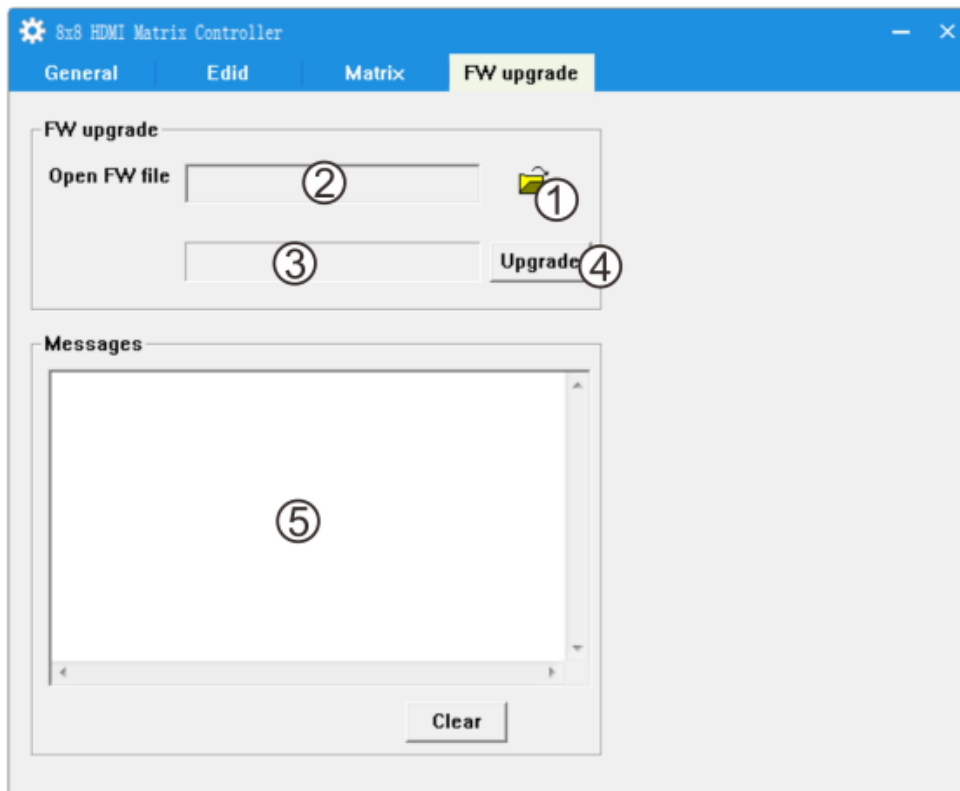 8x8 HDMI Matrix Controller
General Edid Matrix FW upgrade
FW upgrade
Open FW file ② ①
③ Upgrade ④
Messages
⑤
Clear